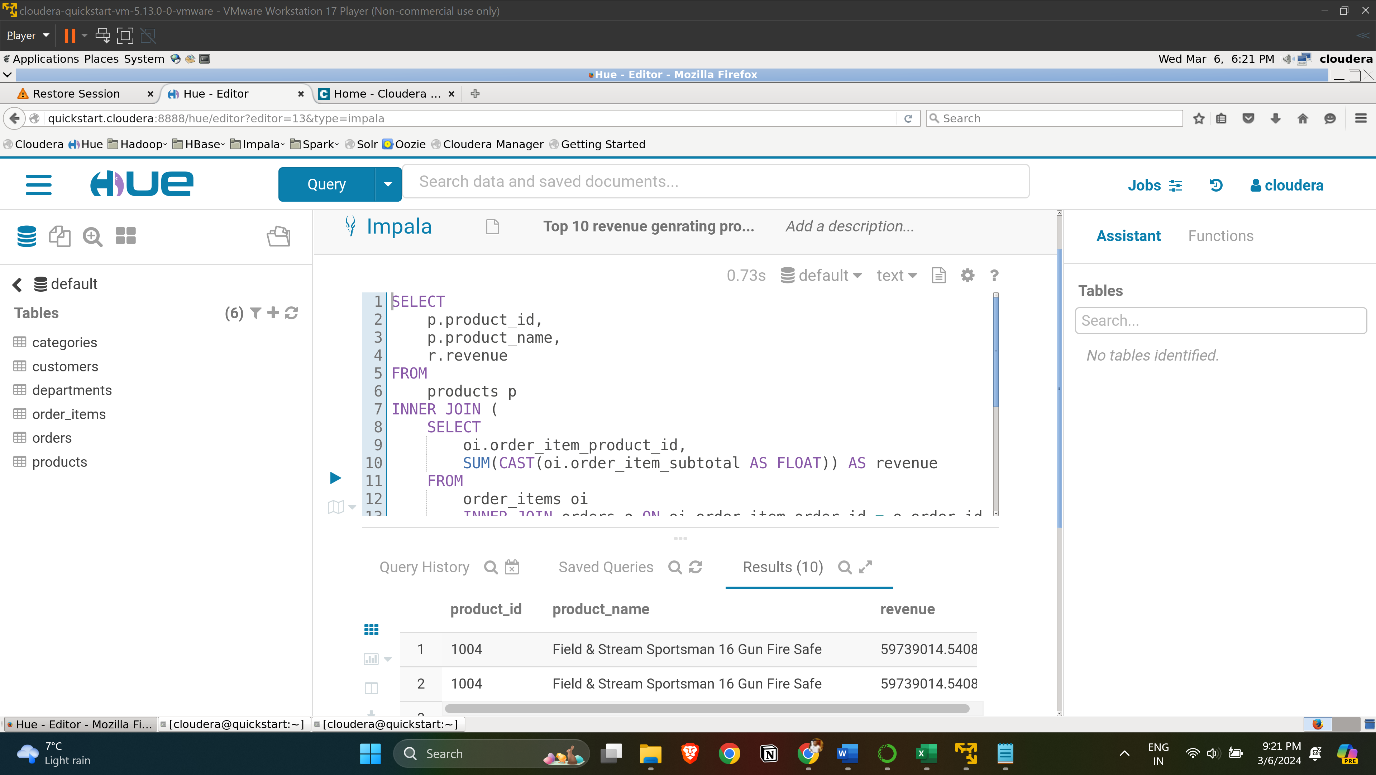 cloudera-quickstart-vm-5.13.0-0-vmware - VMware Workstation 17 Player (Non-commercial use only)
Player
Applications Places System
Wed Mar 6, 6:21 PM cloudera
Hue - Editor - Mozilla Firefox
Restore Session × Hue - Editor × Home - Cloudera ... ×
quickstart.cloudera:8888/hue/editor?editor=13&type=impala
Search
Cloudera Hue Hadoop HBase Impala Spark Solr Oozie Cloudera Manager Getting Started
HUE
Query
Search data and saved documents...
Jobs
cloudera
Impala
Top 10 revenue genrating pro...
Add a description...
Assistant
Functions
default
Tables
(6)
categories
customers
departments
order_items
orders
products
0.73s default text ?
1 SELECT
2 p.product_id,
3 p.product_name,
4 r.revenue
5 FROM
6 products p
7 INNER JOIN (
8 SELECT
9 oi.order_item_product_id,
10 SUM(CAST(oi.order_item_subtotal AS FLOAT)) AS revenue
11 FROM
12 order_items oi
13 INNER JOIN orders o ON oi.order_item_order_id = o.order_id
Tables
Search...
No tables identified.
Query History
Saved Queries
Results (10)
product_id product_name revenue
1 1004 Field & Stream Sportsman 16 Gun Fire Safe 59739014.5408
2 1004 Field & Stream Sportsman 16 Gun Fire Safe 59739014.5408
Hue - Editor - Mozilla Fi... [cloudera@quickstart:~] [cloudera@quickstart:~]
7°C
Light rain
Search
ENG
IN
9:21 PM
3/6/2024
PRE